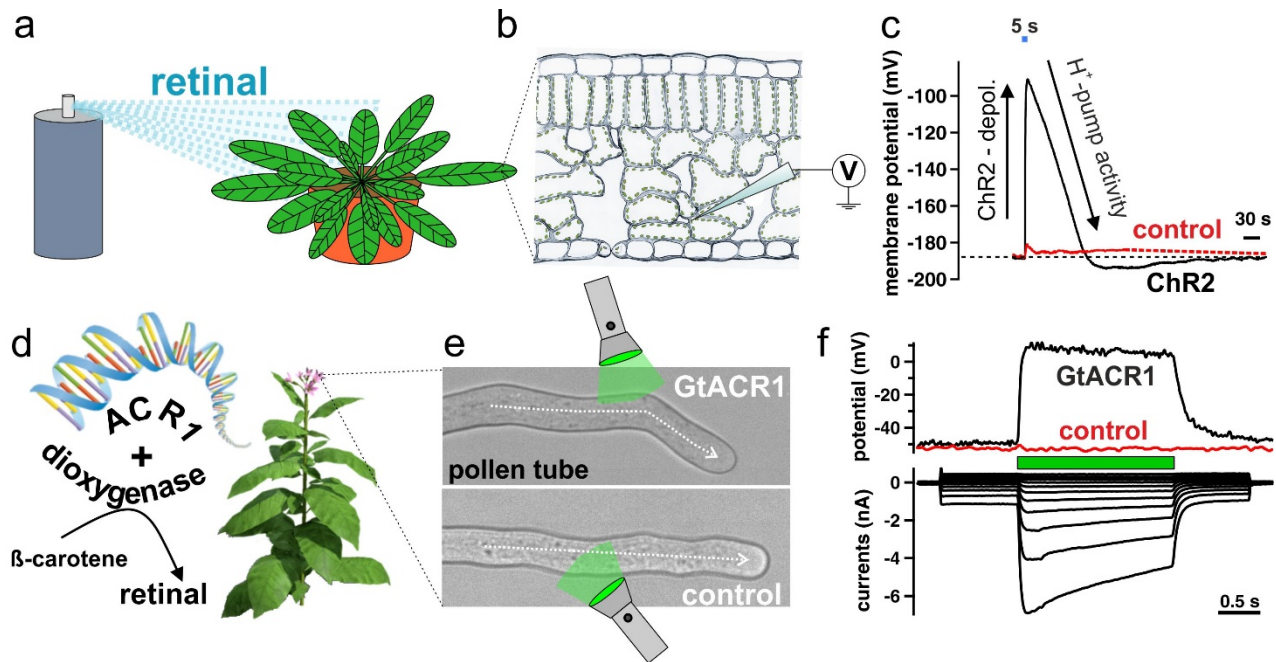 a
retinal
b
V
c
5 s
membrane potential (mV)
-100
-120
-140
-160
-180
-200
ChR2 - depol.
H⁺-pump activity
control
30 s
ChR2
d
ACR1
+
dioxygenase
ß-carotene
retinal
e
GtACR1
pollen tube
control
f
potential (mV)
0
-40
GtACR1
control
currents (nA)
0
-2
-4
-6
0.5 s